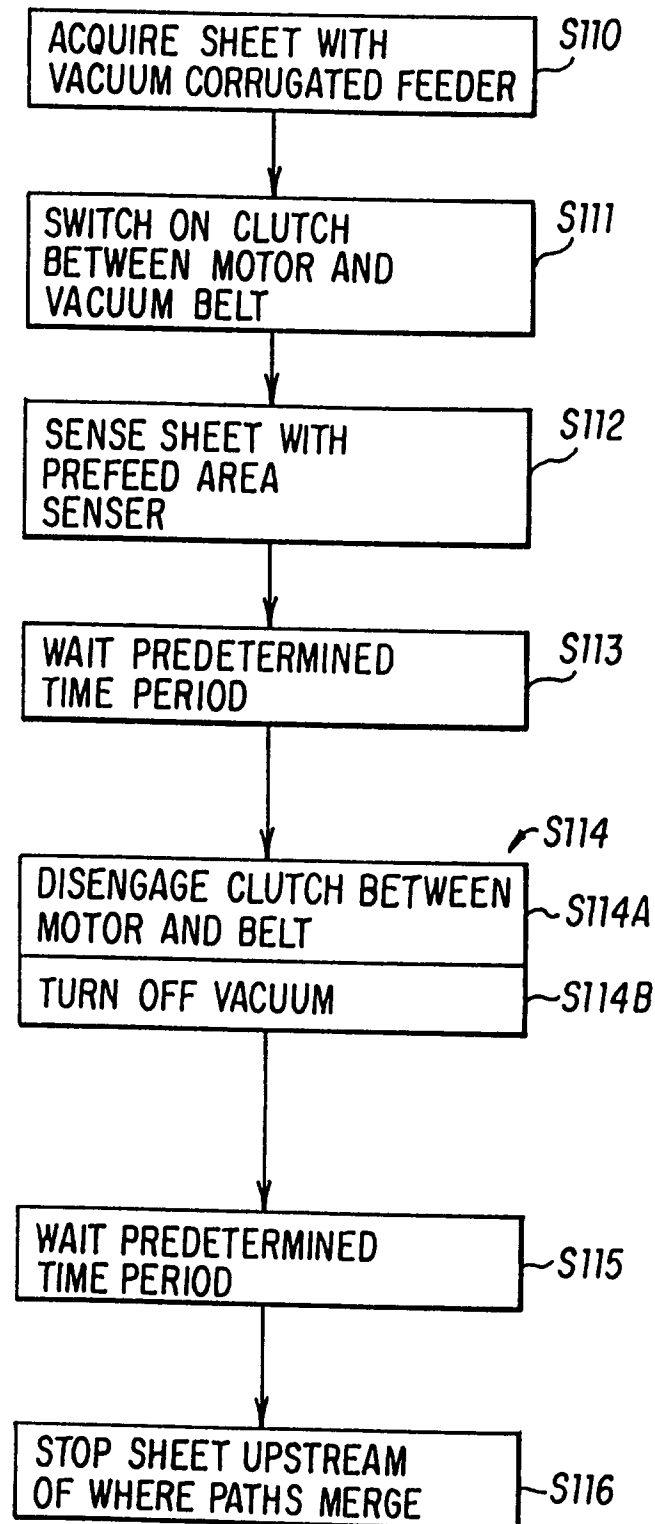 ACQUIRE SHEET WITH
VACUUM CORRUGATED FEEDER
S110
SWITCH ON CLUTCH
BETWEEN MOTOR AND
VACUUM BELT
S111
SENSE SHEET WITH
PREFEED AREA
SENSER
S112
WAIT PREDETERMINED
TIME PERIOD
S113
S114
DISENGAGE CLUTCH BETWEEN
MOTOR AND BELT
S114A
TURN OFF VACUUM
S114B
WAIT PREDETERMINED
TIME PERIOD
S115
STOP SHEET UPSTREAM
OF WHERE PATHS MERGE
S116